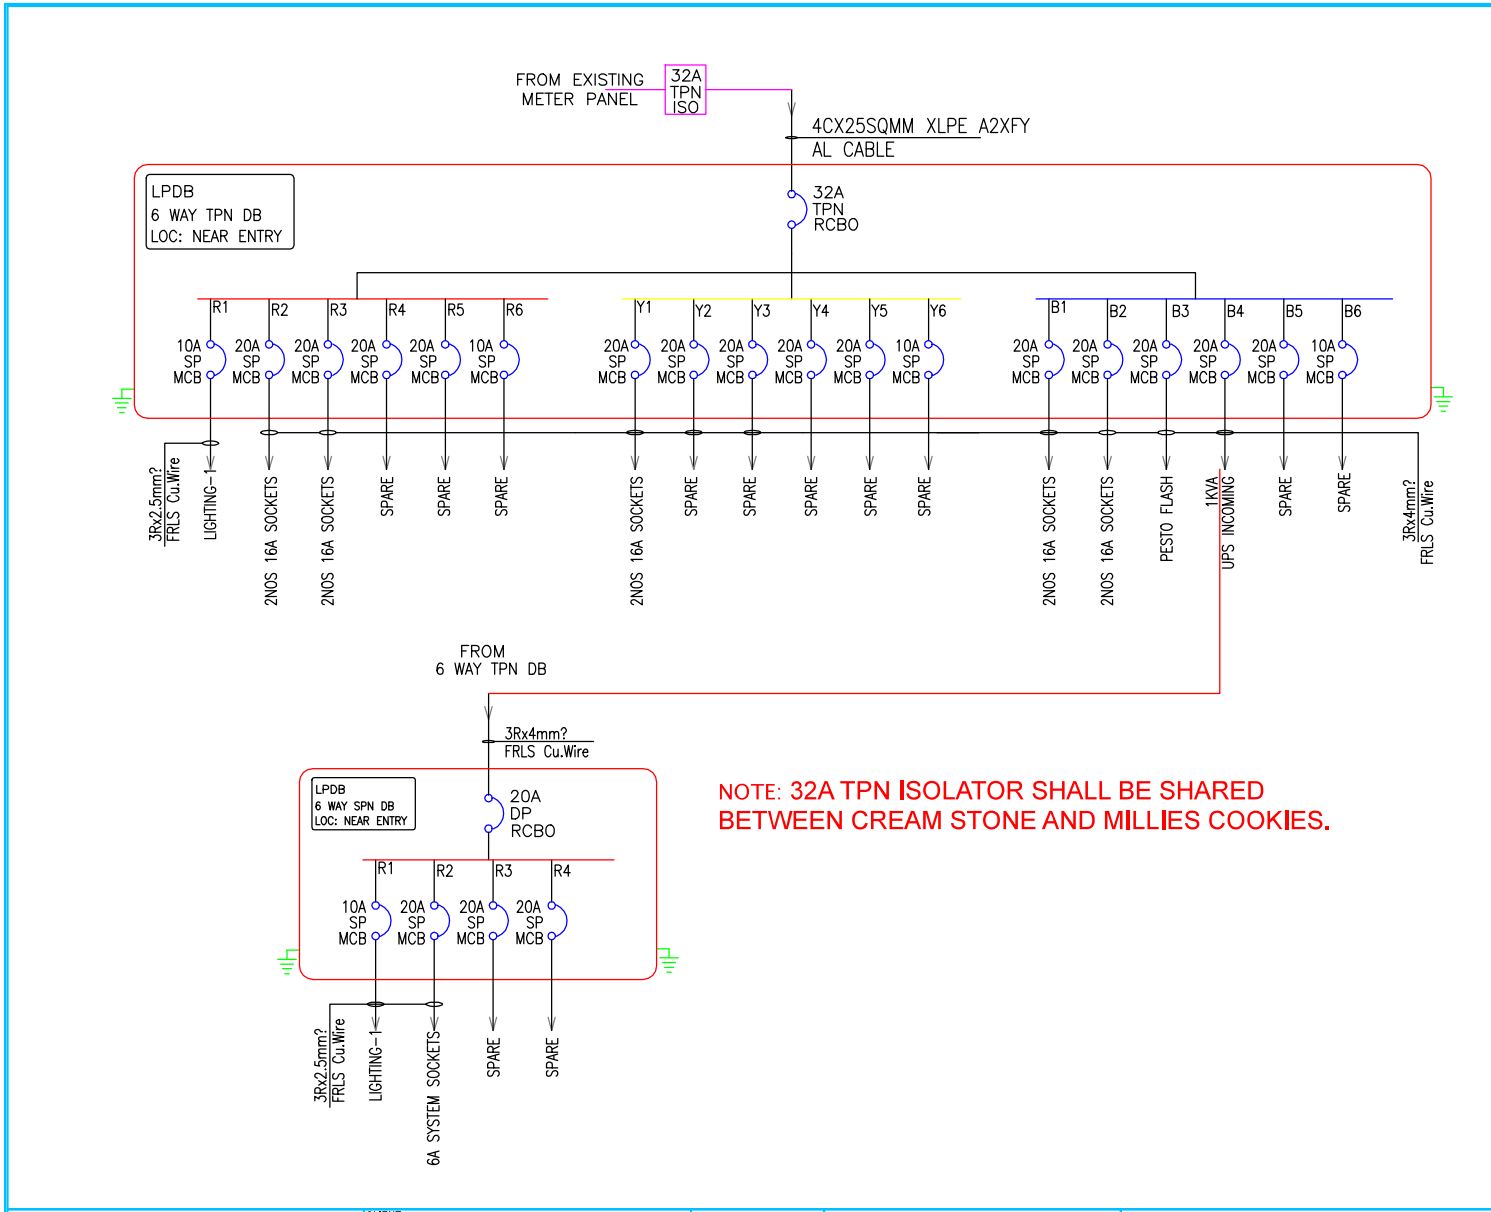 FROM EXISTING
METER PANEL
32A
TPN
ISO
4CX25SQMM XLPE A2XFY
AL CABLE
LPDB
6 WAY TPN DB
LOC: NEAR ENTRY
32A
TPN
RCBO
R1
R2
R3
R4
R5
R6
Y1
Y2
Y3
Y4
Y5
Y6
B1
B2
B3
B4
B5
B6
10A
SP
MCB
20A
SP
MCB
20A
SP
MCB
20A
SP
MCB
20A
SP
MCB
10A
SP
MCB
20A
SP
MCB
20A
SP
MCB
20A
SP
MCB
20A
SP
MCB
20A
SP
MCB
10A
SP
MCB
20A
SP
MCB
20A
SP
MCB
20A
SP
MCB
20A
SP
MCB
20A
SP
MCB
10A
SP
MCB
3Rx2.5mm?
FRLS Cu.Wire
LIGHTING-1
2NOS 16A SOCKETS
2NOS 16A SOCKETS
SPARE
SPARE
SPARE
2NOS 16A SOCKETS
SPARE
SPARE
SPARE
SPARE
SPARE
2NOS 16A SOCKETS
2NOS 16A SOCKETS
PESTO FLASH
1KVA
UPS INCOMING
SPARE
SPARE
3Rx4mm?
FRLS Cu.Wire
FROM
6 WAY TPN DB
3Rx4mm?
FRLS Cu.Wire
LPDB
6 WAY SPN DB
LOC: NEAR ENTRY
20A
DP
RCBO
NOTE: 32A TPN ISOLATOR SHALL BE SHARED
BETWEEN CREAM STONE AND MILLIES COOKIES.
R1
R2
R3
R4
10A
SP
MCB
20A
SP
MCB
20A
SP
MCB
20A
SP
MCB
3Rx2.5mm?
FRLS Cu.Wire
LIGHTING-1
6A SYSTEM SOCKETS
SPARE
SPARE